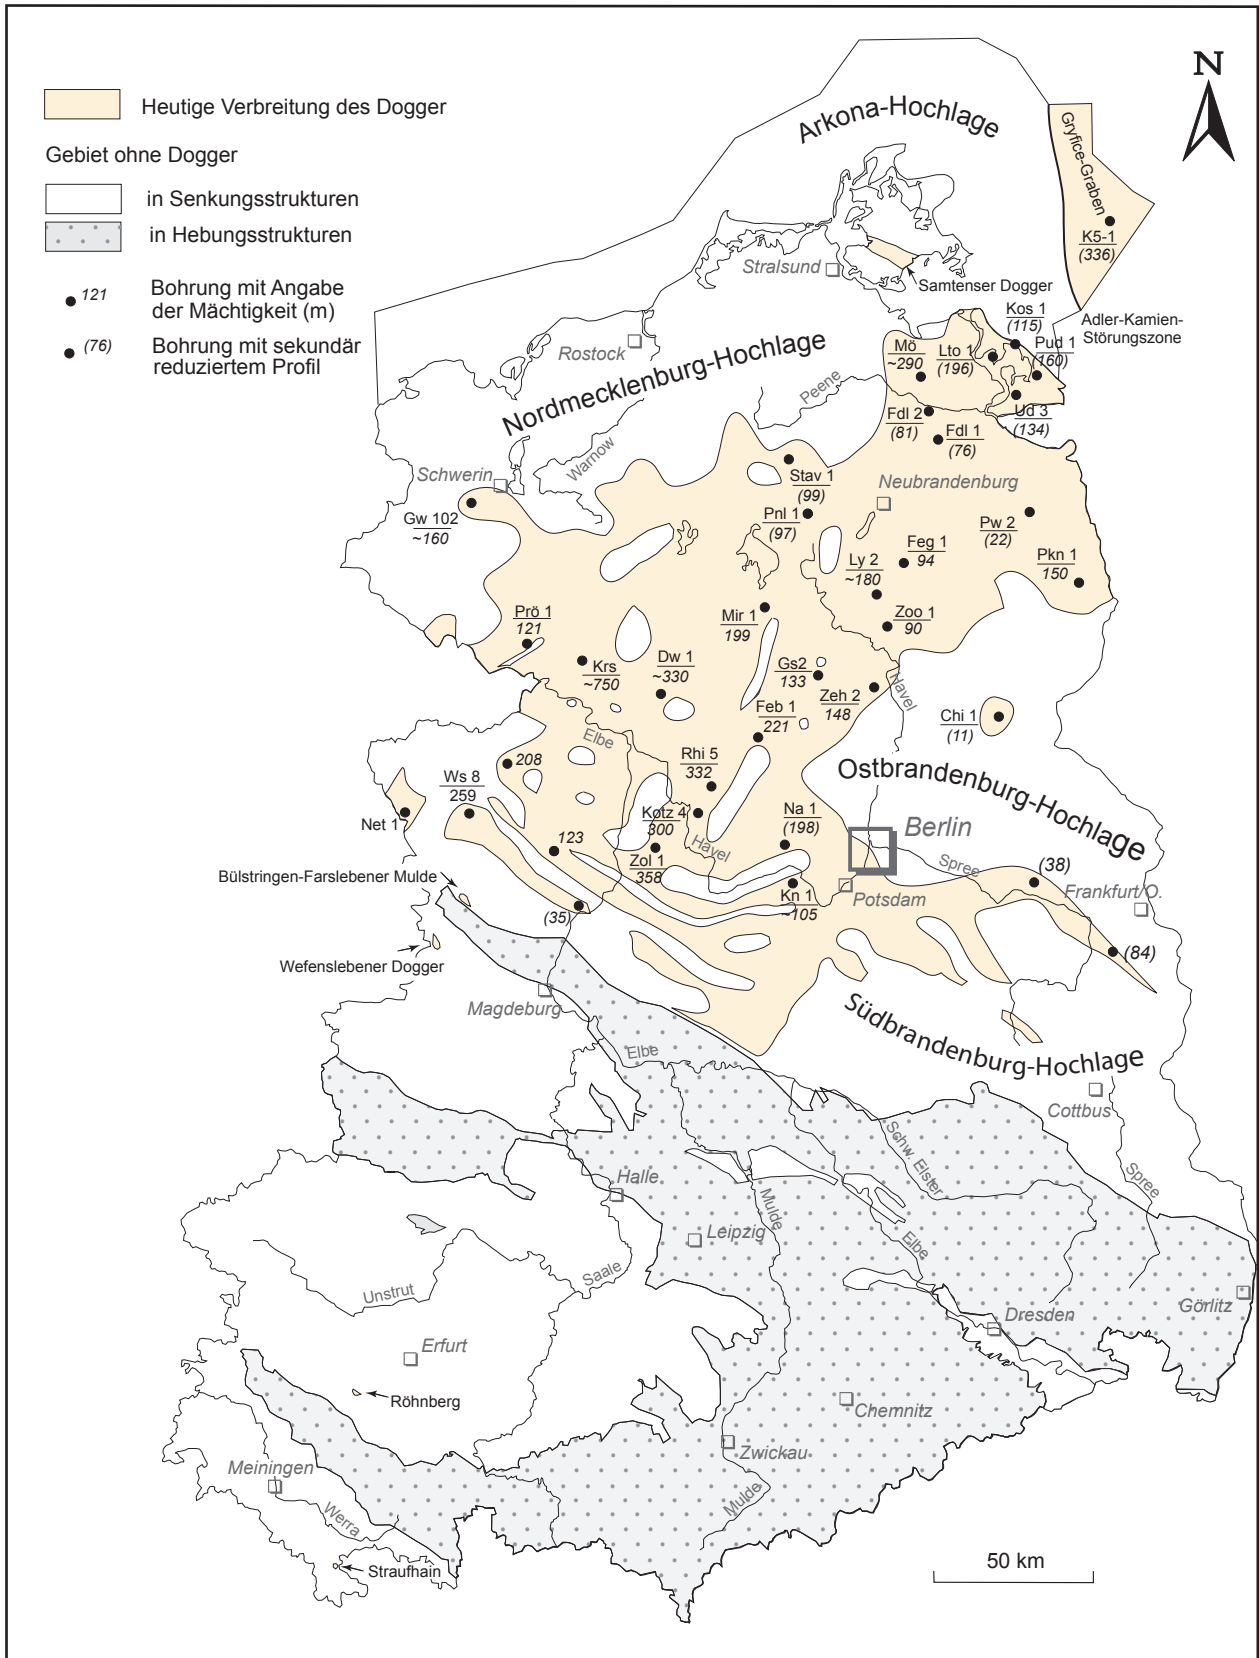 N
Heutige Verbreitung des Dogger
Gebiet ohne Dogger
in Senkungsstrukturen
in Hebungsstrukturen
121 Bohrung mit Angabe
der Mächtigkeit (m)
(76) Bohrung mit sekundär
reduziertem Profil
Arkona-Hochlage
Gryfice-Graben
K5-1
(336)
Stralsund
Samtenser Dogger
Adler-Kamien-
Störungszone
Kos 1
(115)
Pud 1
(160)
Rostock
Nordmecklenburg-Hochlage
Mö
~290
Lto 1
(196)
Peene
Fdl 2
(81)
Ud 3
(134)
Fdl 1
(76)
Warnow
Schwerin
Stav 1
(99)
Neubrandenburg
Gw 102
~160
Pnl 1
(97)
Pw 2
(22)
Feg 1
94
Ly 2
~180
Pkn 1
150
Prö 1
121
Mir 1
199
Zoo 1
90
Krs
~750
Dw 1
~330
Gs2
133
Zeh 2
148
Havel
Feb 1
221
Chi 1
(11)
Elbe
208
Rhi 5
332
Ostbrandenburg-Hochlage
Ws 8
259
Net 1
Kotz 4
300
Na 1
(198)
Berlin
Havel
123
Zol 1
358
Spree
(38)
Bülstringen-Farslebener Mulde
Kn 1
~105
Potsdam
Frankfurt/O.
(35)
(84)
Wefenslebener Dogger
Magdeburg
Südbrandenburg-Hochlage
Elbe
Cottbus
Schw. Elster
Spree
Halle
Mulde
Leipzig
Elbe
Saale
Unstrut
Görlitz
Dresden
Erfurt
Röhnberg
Chemnitz
Zwickau
Meiningen
Mulde
Werra
Straufhain
50 km